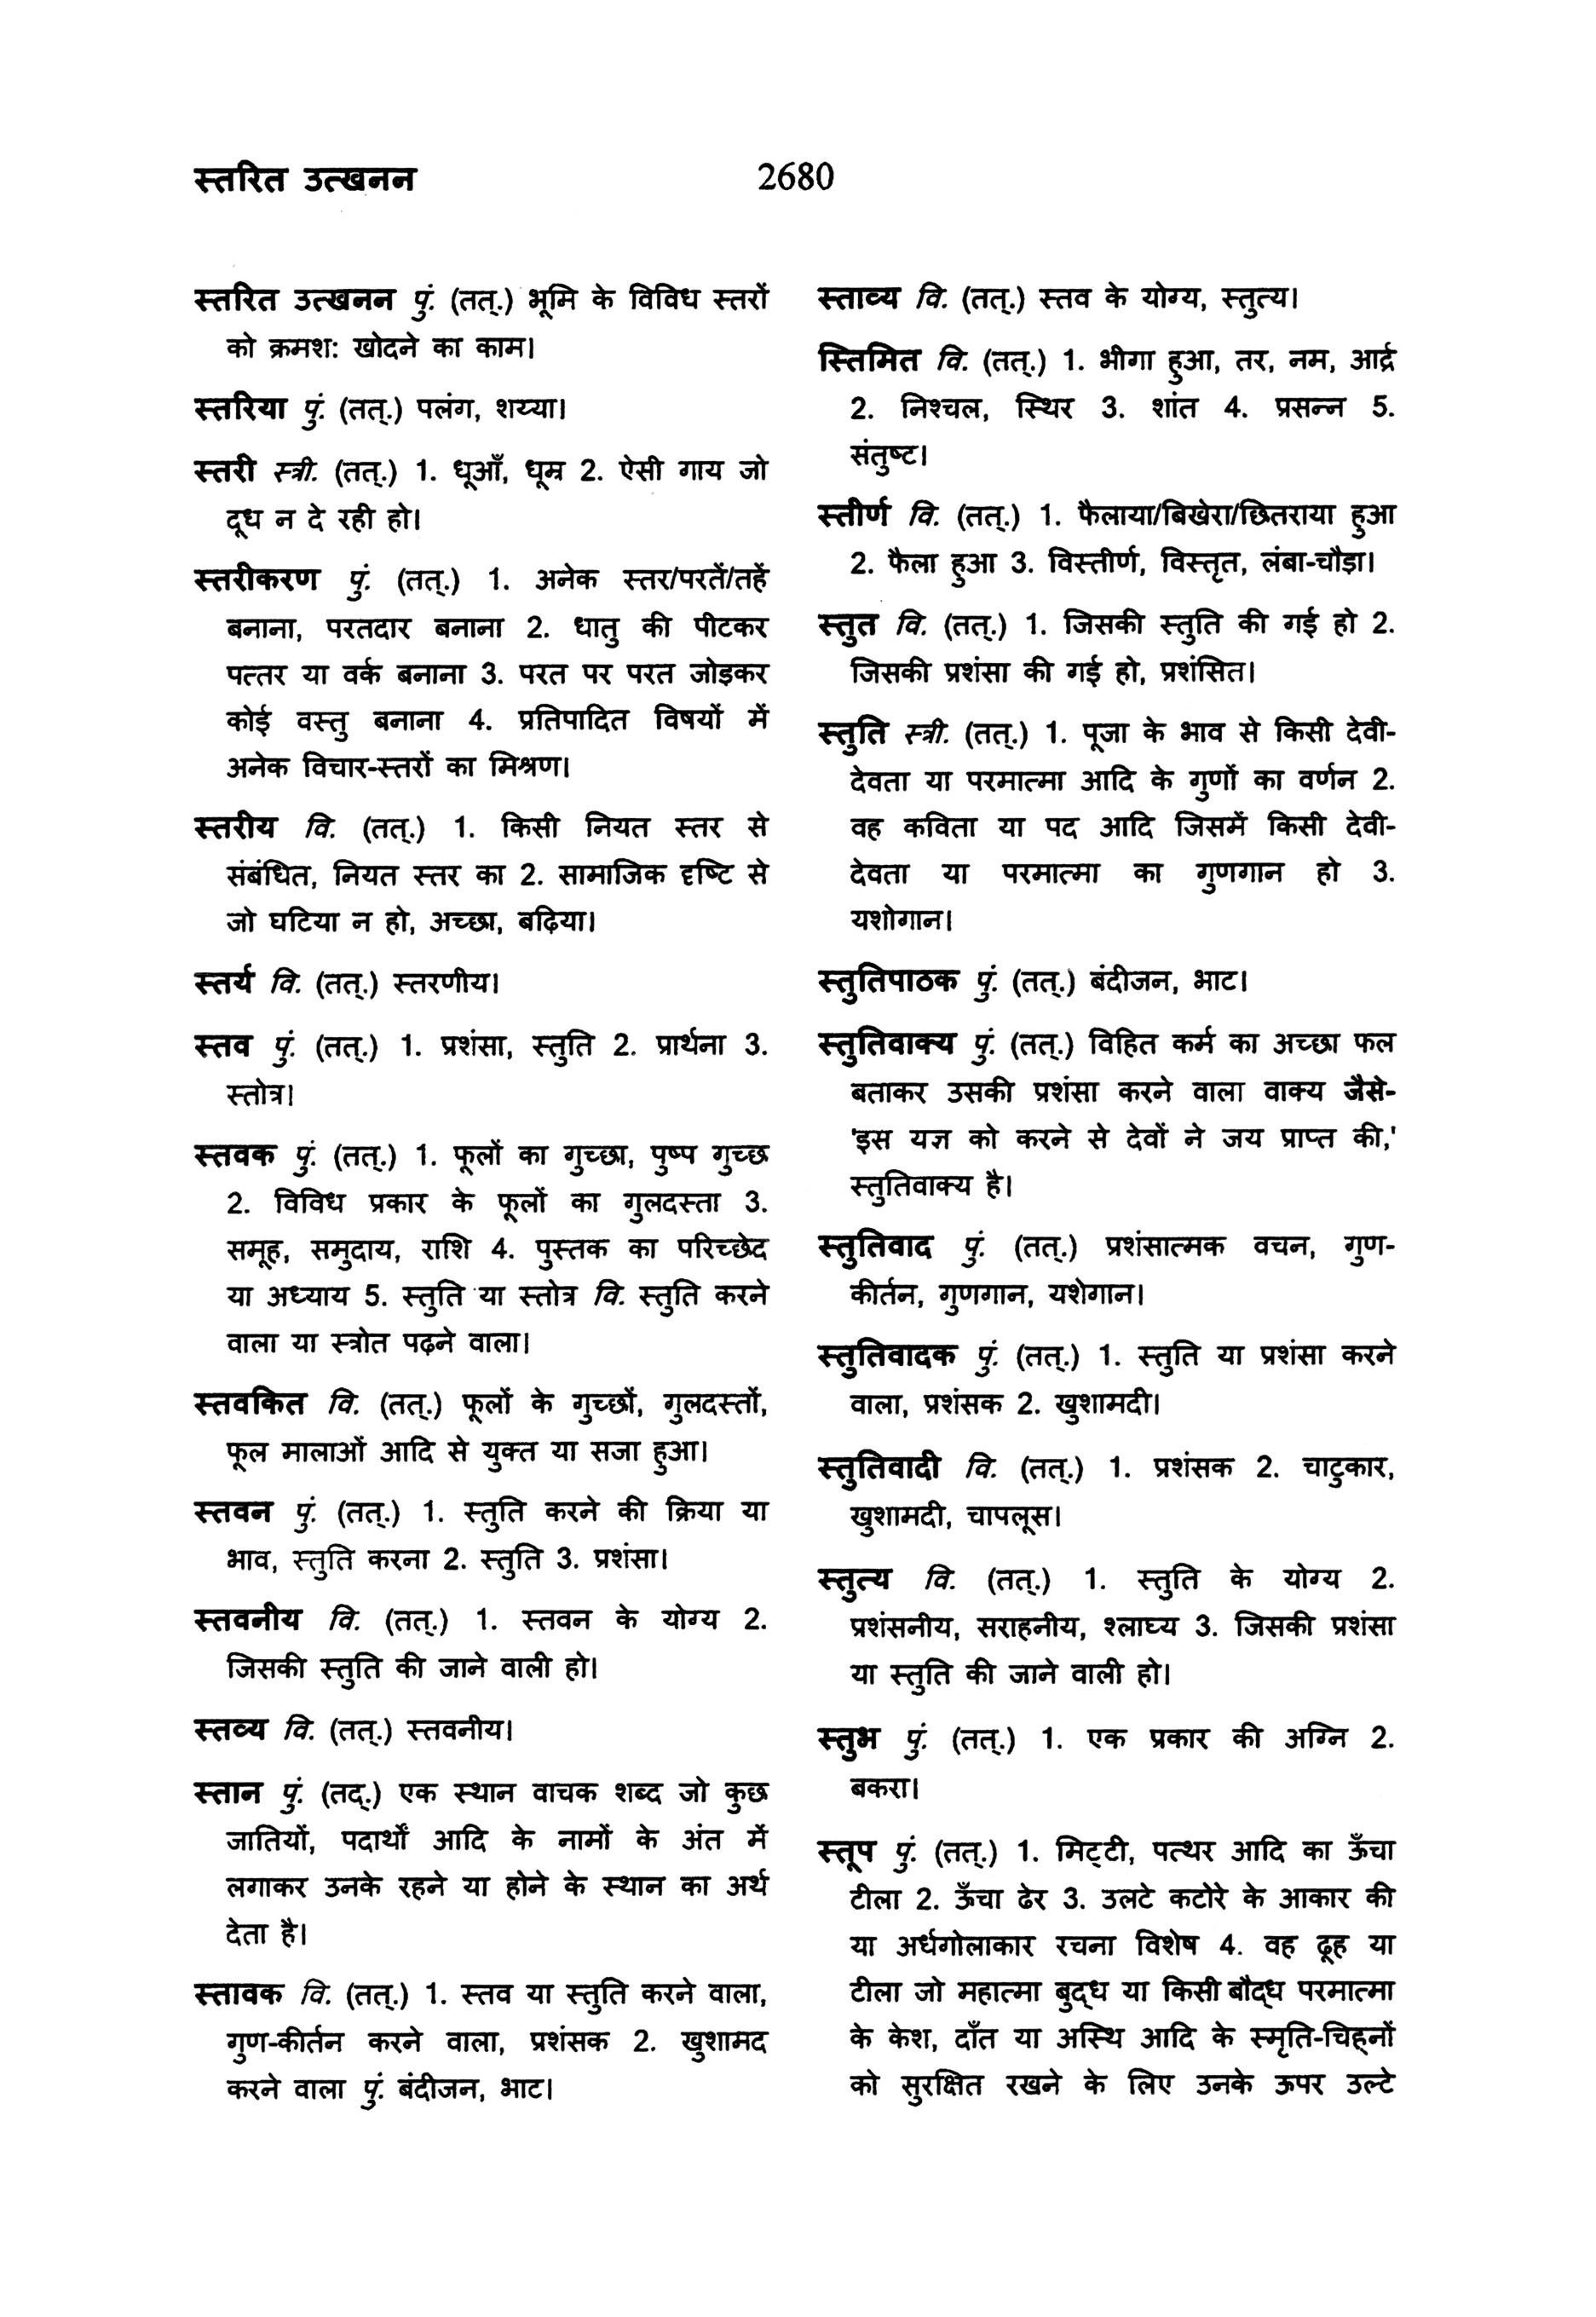 स्तरित उत्खनन 2680
स्तरित उत्खनन पुं. (तत्.) भूमि के विविध स्तरों
को क्रमश: खोदने का काम।
स्तरिया पुं. (तत्.) पलंग, शय्या।
स्तरी स्त्री. (तत्.) 1. धूआँ, धूम्र 2. ऐसी गाय जो
दूध न दे रही हो।
स्तरीकरण पुं. (तत्.) 1. अनेक स्तर/परतें/तहें
बनाना, परतदार बनाना 2. धातु की पीटकर
पत्तर या वर्क बनाना 3. परत पर परत जोड़कर
कोई वस्तु बनाना 4. प्रतिपादित विषयों में
अनेक विचार-स्तरों का मिश्रण।
स्तरीय वि. (तत्.) 1. किसी नियत स्तर से
संबंधित, नियत स्तर का 2. सामाजिक दृष्टि से
जो घटिया न हो, अच्छा, बढ़िया।
स्तर्य वि. (तत्.) स्तरणीय।
स्तव पुं. (तत्.) 1. प्रशंसा, स्तुति 2. प्रार्थना 3.
स्तोत्र।
स्तवक पुं. (तत्.) 1. फूलों का गुच्छा, पुष्प गुच्छ
2. विविध प्रकार के फूलों का गुलदस्ता 3.
समूह, समुदाय, राशि 4. पुस्तक का परिच्छेद
या अध्याय 5. स्तुति या स्तोत्र वि. स्तुति करने
वाला या स्त्रोत पढ़ने वाला।
स्तवकित वि. (तत्.) फूलों के गुच्छों, गुलदस्तों,
फूल मालाओं आदि से युक्त या सजा हुआ।
स्तवन पुं. (तत्.) 1. स्तुति करने की क्रिया या
भाव, स्तुति करना 2. स्तुति 3. प्रशंसा।
स्तवनीय वि. (तत्.) 1. स्तवन के योग्य 2.
जिसकी स्तुति की जाने वाली हो।
स्तव्य वि. (तत्.) स्तवनीय।
स्तान पुं. (तद्.) एक स्थान वाचक शब्द जो कुछ
जातियों, पदार्थों आदि के नामों के अंत में
लगाकर उनके रहने या होने के स्थान का अर्थ
देता है।
स्तावक वि. (तत्.) 1. स्तव या स्तुति करने वाला,
गुण-कीर्तन करने वाला, प्रशंसक 2. खुशामद
करने वाला पुं. बंदीजन, भाट।
स्ताव्य वि. (तत्.) स्तव के योग्य, स्तुत्य।
स्तिमित वि. (तत्.) 1. भीगा हुआ, तर, नम, आर्द्र
2. निश्चल, स्थिर 3. शांत 4. प्रसन्न 5.
संतुष्ट।
स्तीर्ण वि. (तत्.) 1. फैलाया/बिखेरा/छितराया हुआ
2. फैला हुआ 3. विस्तीर्ण, विस्तृत, लंबा-चौड़ा।
स्तुत वि. (तत्.) 1. जिसकी स्तुति की गई हो 2.
जिसकी प्रशंसा की गई हो, प्रशंसित।
स्तुति स्त्री. (तत्.) 1. पूजा के भाव से किसी देवी-
देवता या परमात्मा आदि के गुणों का वर्णन 2.
वह कविता या पद आदि जिसमें किसी देवी-
देवता या परमात्मा का गुणगान हो 3.
यशोगान।
स्तुतिपाठक पुं. (तत्.) बंदीजन, भाट।
स्तुतिवाक्य पुं. (तत्.) विहित कर्म का अच्छा फल
बताकर उसकी प्रशंसा करने वाला वाक्य जैसे-
'इस यज्ञ को करने से देवों ने जय प्राप्त की,'
स्तुतिवाक्य है।
स्तुतिवाद पुं. (तत्.) प्रशंसात्मक वचन, गुण-
कीर्तन, गुणगान, यशेगान।
स्तुतिवादक पुं. (तत्.) 1. स्तुति या प्रशंसा करने
वाला, प्रशंसक 2. खुशामदी।
स्तुतिवादी वि. (तत्.) 1. प्रशंसक 2. चाटुकार,
खुशामदी, चापलूस।
स्तुत्य वि. (तत्.) 1. स्तुति के योग्य 2.
प्रशंसनीय, सराहनीय, श्लाघ्य 3. जिसकी प्रशंसा
या स्तुति की जाने वाली हो।
स्तुभ पुं. (तत्.) 1. एक प्रकार की अग्नि 2.
बकरा।
स्तूप पुं. (तत्.) 1. मिट्टी, पत्थर आदि का ऊँचा
टीला 2. ऊँचा ढेर 3. उलटे कटोरे के आकार की
या अर्धगोलाकार रचना विशेष 4. वह ढूह या
टीला जो महात्मा बुद्ध या किसी बौद्ध परमात्मा
के केश, दाँत या अस्थि आदि के स्मृति-चिह्नों
को सुरक्षित रखने के लिए उनके ऊपर उल्टे